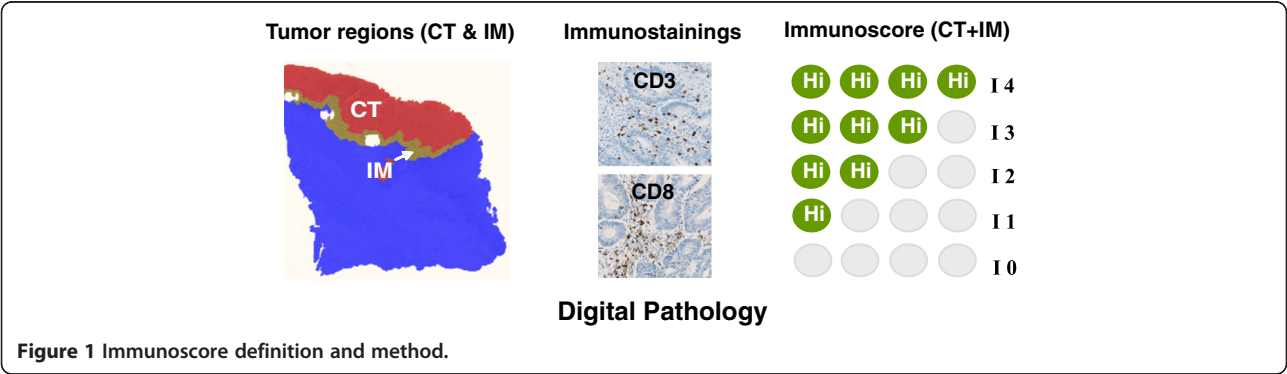 Tumor regions (CT & IM)
Immunostainings
Immunoscore (CT+IM)
CT
IM
CD3
CD8
Hi Hi Hi Hi I 4
Hi Hi Hi I 3
Hi Hi I 2
Hi I 1
I 0
Digital Pathology
Figure 1 Immunoscore definition and method.